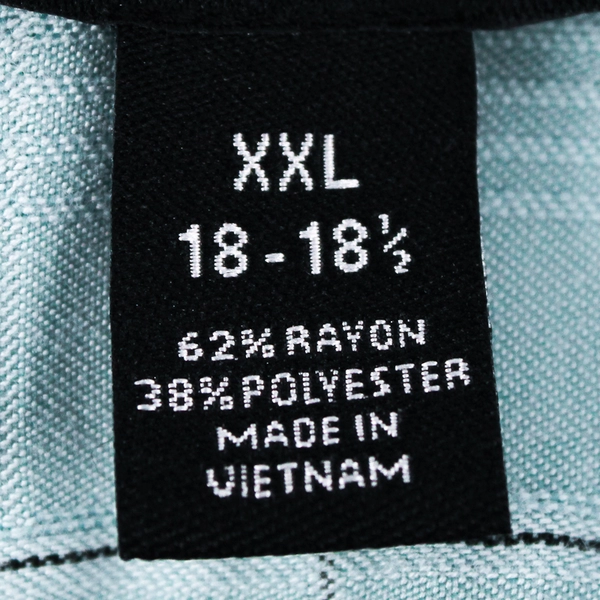 XXL
18-18½
62% RAYON
38% POLYESTER
MADE IN
VIETNAM